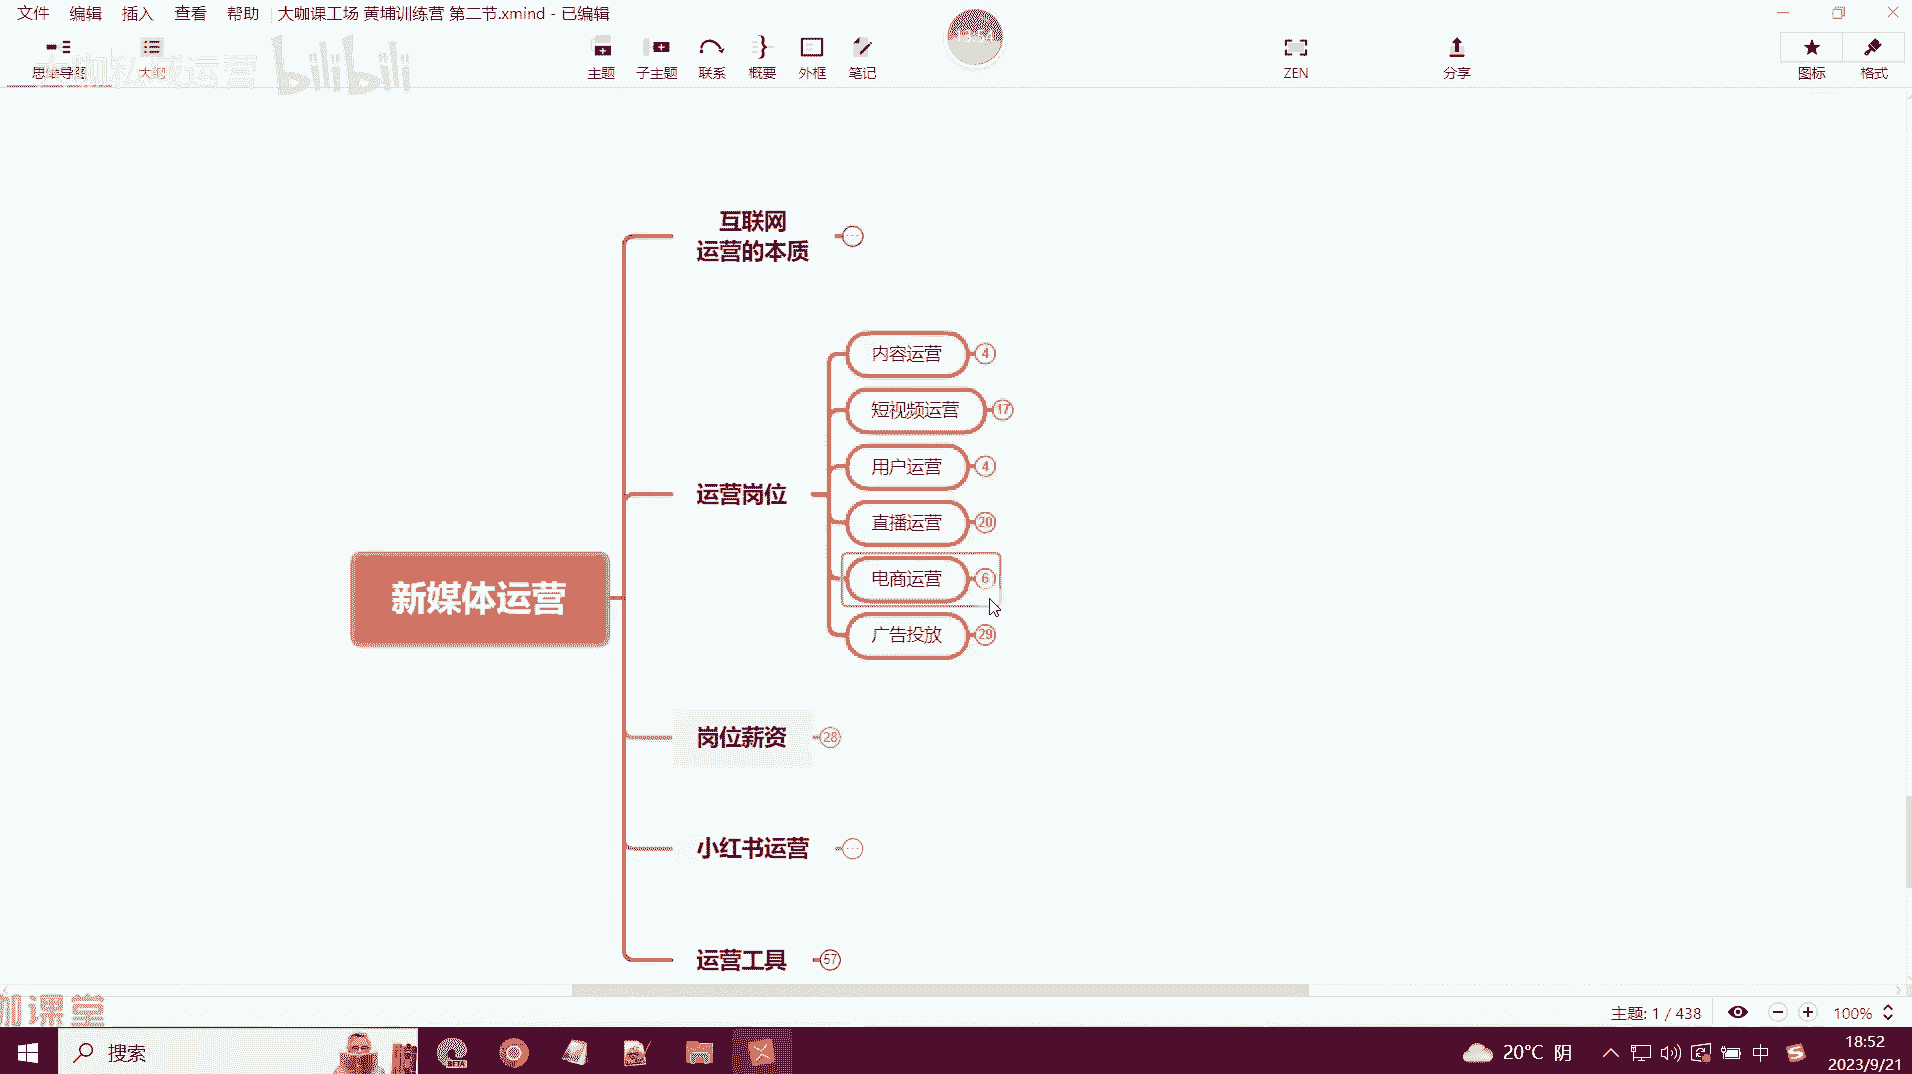 文件 编辑 插入 查看 帮助 大咖课工场 黄埔训练营 第二节.xmind - 已编辑
思维导图 大纲 主题 子主题 联系 概要 外框 笔记 ZEN 分享 图标 格式
bilibili
互联网
运营的本质
内容运营 4
短视频运营 17
用户运营 4
运营岗位
直播运营 20
电商运营 6
新媒体运营
广告投放 29
岗位薪资 28
小红书运营
运营工具 57
课堂
主题: 1 / 438 100%
搜索 BETA 20°C 阴 中 18:52
2023/9/21